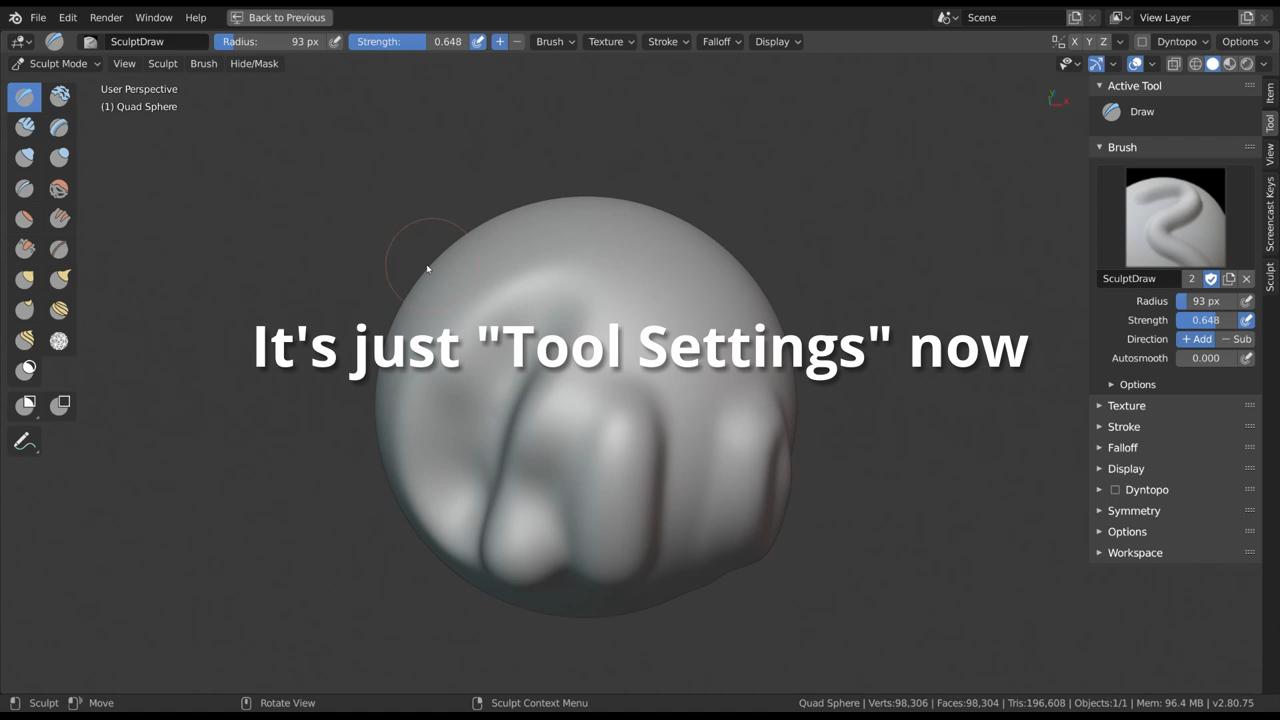 File Edit Render Window Help Back to Previous Scene View Layer
SculptDraw Radius: 93 px Strength: 0.648 Brush Texture Stroke Falloff Display X Y Z Dyntopo Options
Sculpt Mode View Sculpt Brush Hide/Mask
User Perspective
(1) Quad Sphere
y
x
Active Tool
Draw
Brush
SculptDraw 2
Radius 93 px
Strength 0.648
Direction + Add − Sub
Autosmooth 0.000
Options
Texture
Stroke
Falloff
Display
Dyntopo
Symmetry
Options
Workspace
Item
Tool
View
Screencast Keys
Sculpt
It's just "Tool Settings" now
Sculpt Move Rotate View Sculpt Context Menu Quad Sphere | Verts:98,306 | Faces:98,304 | Tris:196,608 | Objects:1/1 | Mem: 96.4 MB | v2.80.75